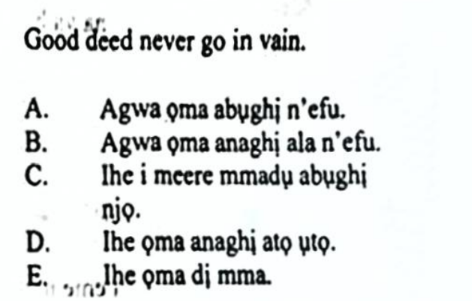 Good deed never go in vain.
A. Agwa ọma abụghị n'efu.
B. Agwa ọma anaghị ala n'efu.
C. Ihe i meere mmadụ abụghị
njọ.
D. Ihe ọma anaghị atọ ụtọ.
E. Ihe ọma dị mma.